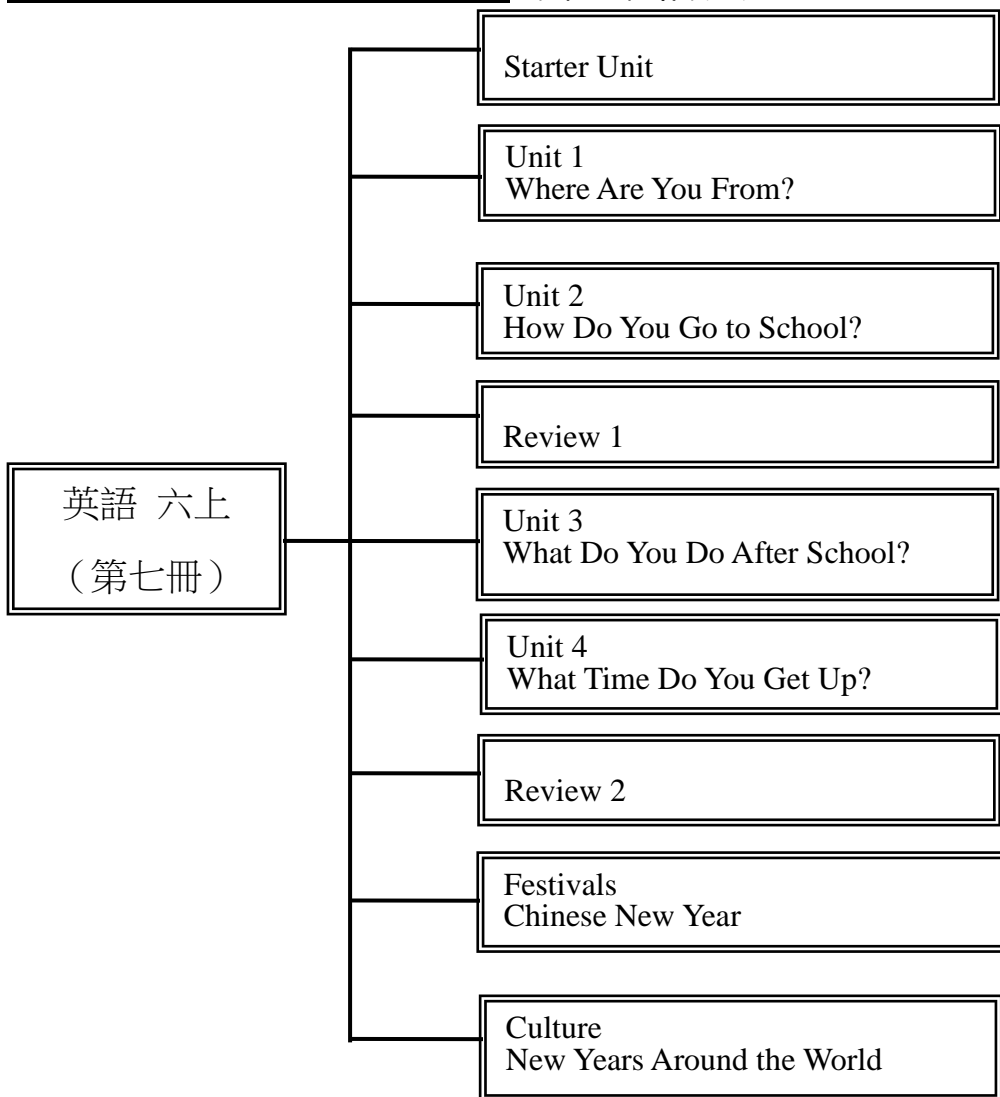 Starter Unit
Unit 1
Where Are You From?
Unit 2
How Do You Go to School?
Review 1
英語 六上
（第七冊）
Unit 3
What Do You Do After School?
Unit 4
What Time Do You Get Up?
Review 2
Festivals
Chinese New Year
Culture
New Years Around the World